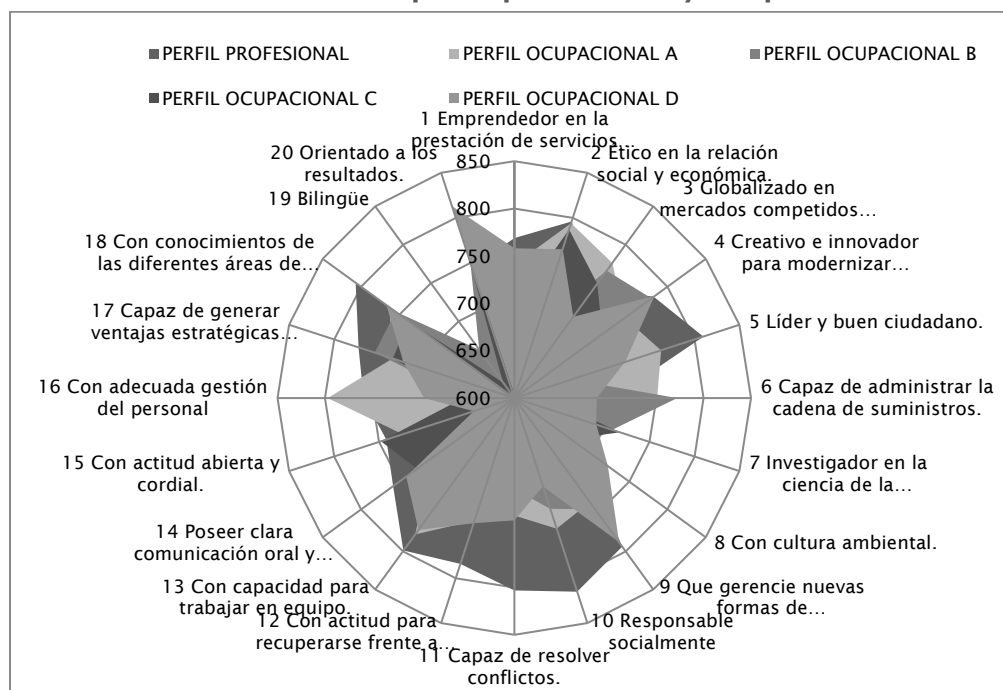 PERFIL PROFESIONAL
PERFIL OCUPACIONAL A
PERFIL OCUPACIONAL B
PERFIL OCUPACIONAL C
PERFIL OCUPACIONAL D
1 Emprendedor en la
prestación de servicios…
2 Ético en la relación
social y económica.
3 Globalizado en
mercados competidos…
4 Creativo e innovador
para modernizar…
5 Líder y buen ciudadano.
6 Capaz de administrar la
cadena de suministros.
7 Investigador en la
ciencia de la…
8 Con cultura ambiental.
9 Que gerencie nuevas
formas de…
10 Responsable
socialmente
11 Capaz de resolver
conflictos.
12 Con actitud para
recuperarse frente a…
13 Con capacidad para
trabajar en equipo.
14 Poseer clara
comunicación oral y…
15 Con actitud abierta y
cordial.
16 Con adecuada gestión
del personal
17 Capaz de generar
ventajas estratégicas…
18 Con conocimientos de
las diferentes áreas de…
19 Bilingüe
20 Orientado a los
resultados.
850
800
750
700
650
600